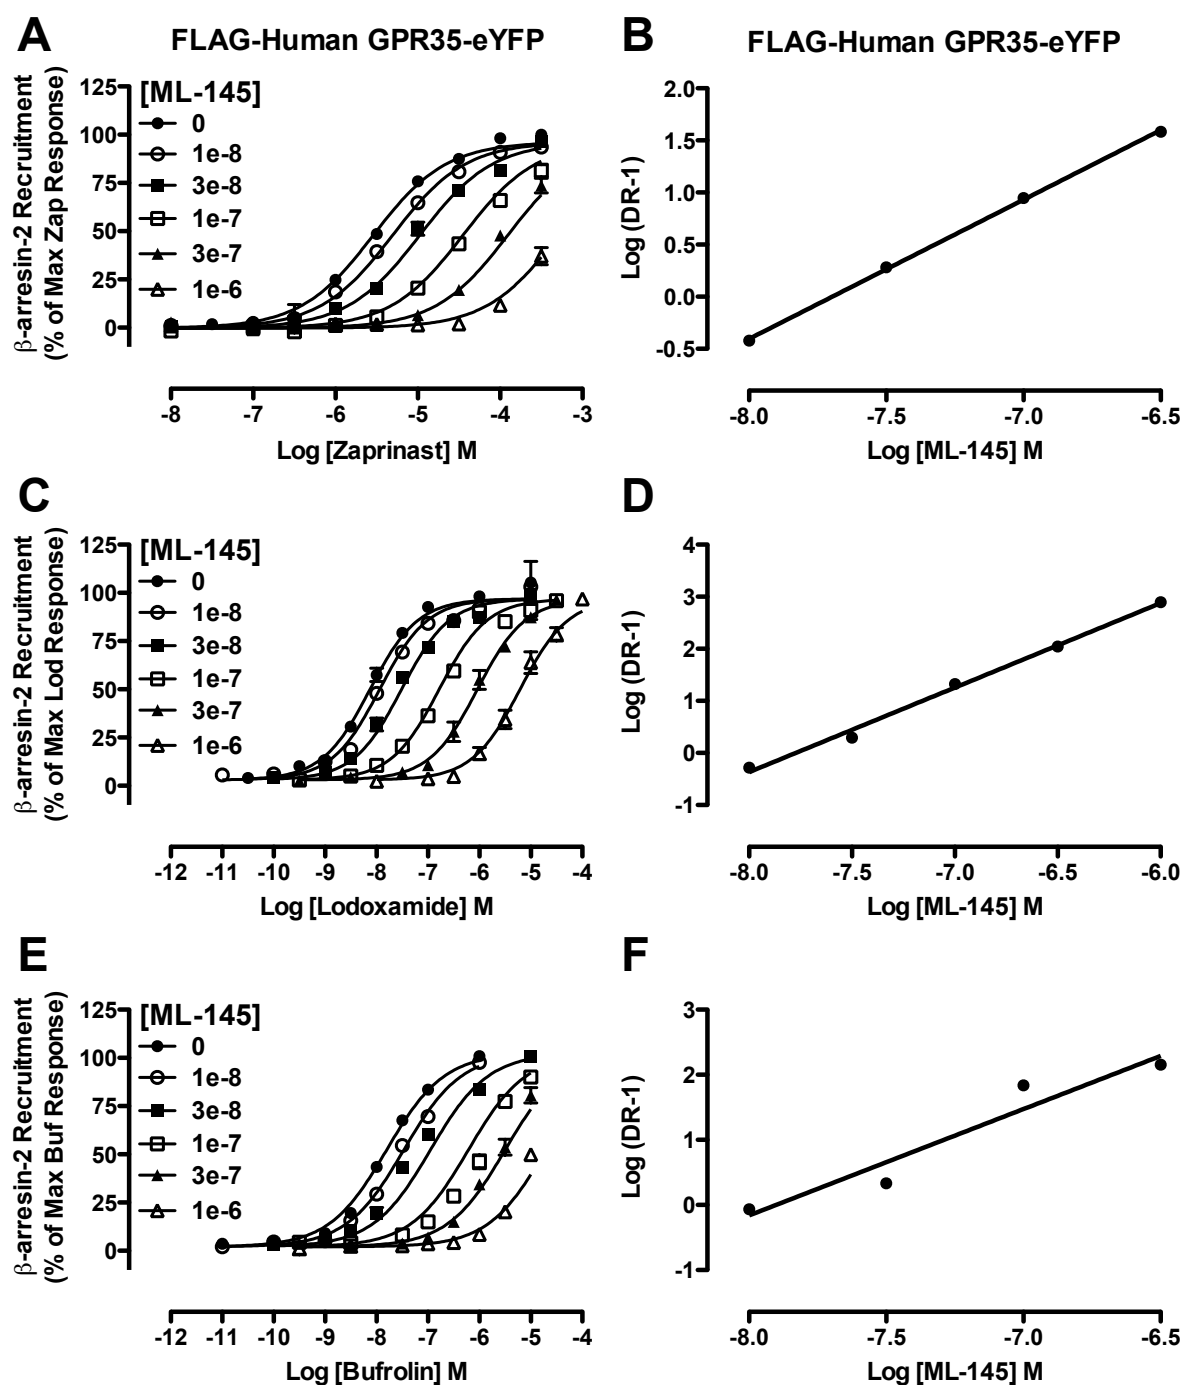 A
FLAG-Human GPR35-eYFP
β-arresin-2 Recruitment
(% of Max Zap Response)
125
100
75
50
25
0
[ML-145]
0
1e-8
3e-8
1e-7
3e-7
1e-6
-8 -7 -6 -5 -4 -3
Log [Zaprinast] M
B
FLAG-Human GPR35-eYFP
Log (DR-1)
2.0
1.5
1.0
0.5
0.0
-0.5
-8.0 -7.5 -7.0 -6.5
Log [ML-145] M
C
β-arresin-2 Recruitment
(% of Max Lod Response)
125
100
75
50
25
0
[ML-145]
0
1e-8
3e-8
1e-7
3e-7
1e-6
-12 -11 -10 -9 -8 -7 -6 -5 -4
Log [Lodoxamide] M
D
Log (DR-1)
4
3
2
1
0
-1
-8.0 -7.5 -7.0 -6.5 -6.0
Log [ML-145] M
E
β-arresin-2 Recruitment
(% of Max Buf Response)
125
100
75
50
25
0
[ML-145]
0
1e-8
3e-8
1e-7
3e-7
1e-6
-12 -11 -10 -9 -8 -7 -6 -5 -4
Log [Bufrolin] M
F
Log (DR-1)
3
2
1
0
-1
-8.0 -7.5 -7.0 -6.5
Log [ML-145] M